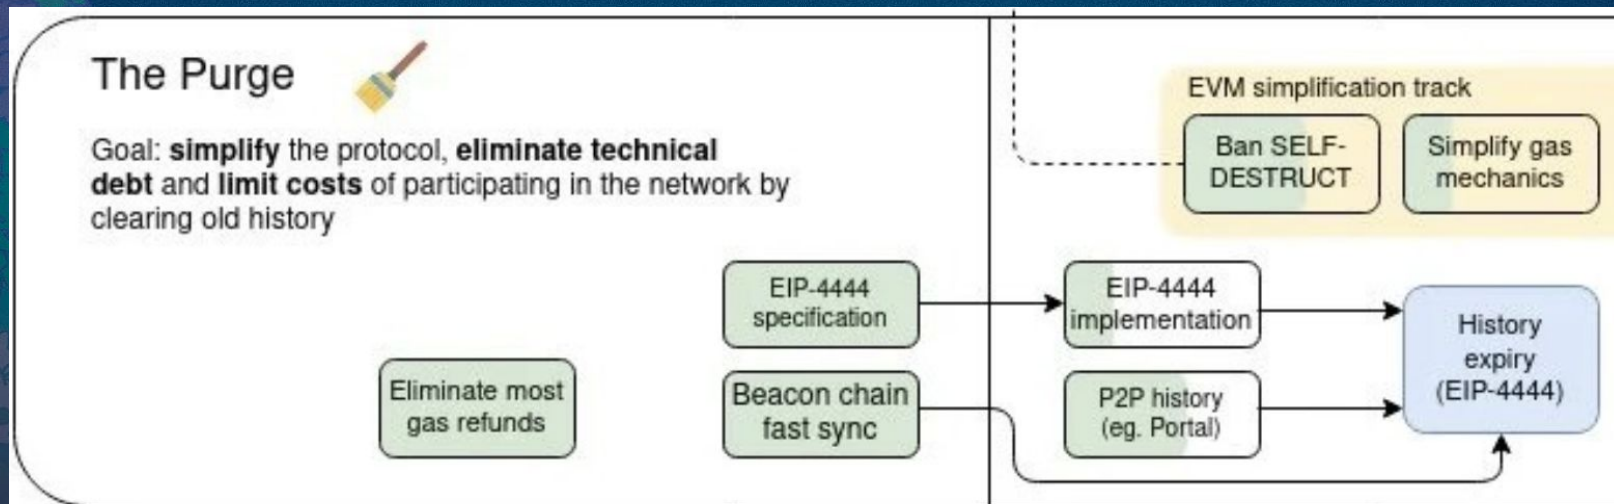 The Purge
Goal: simplify the protocol, eliminate technical
debt and limit costs of participating in the network by
clearing old history
EVM simplification track
Ban SELF-
DESTRUCT
Simplify gas
mechanics
EIP-4444
specification
EIP-4444
implementation
History
expiry
(EIP-4444)
Eliminate most
gas refunds
Beacon chain
fast sync
P2P history
(eg. Portal)